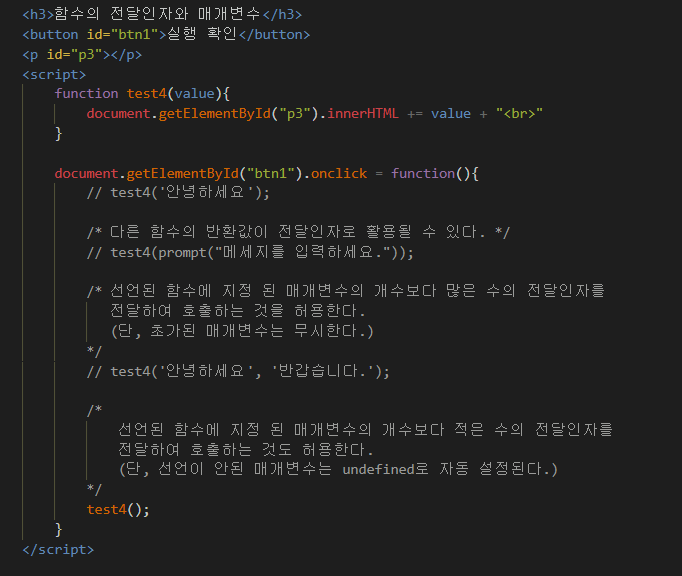 <h3>함수의 전달인자와 매개변수</h3>
<button id="btn1">실행 확인</button>
<p id="p3"></p>
<script>
    function test4(value){
        document.getElementById("p3").innerHTML += value + "<br>"
    }

    document.getElementById("btn1").onclick = function(){
        // test4('안녕하세요');

        /* 다른 함수의 반환값이 전달인자로 활용될 수 있다. */
        // test4(prompt("메세지를 입력하세요."));

        /* 선언된 함수에 지정 된 매개변수의 개수보다 많은 수의 전달인자를
           전달하여 호출하는 것을 허용한다.
           (단, 초가된 매개변수는 무시한다.)
        */
        // test4('안녕하세요', '반갑습니다.');

        /*
            선언된 함수에 지정 된 매개변수의 개수보다 적은 수의 전달인자를
            전달하여 호출하는 것도 허용한다.
            (단, 선언이 안된 매개변수는 undefined로 자동 설정된다.)
        */
        test4();
    }
</script>